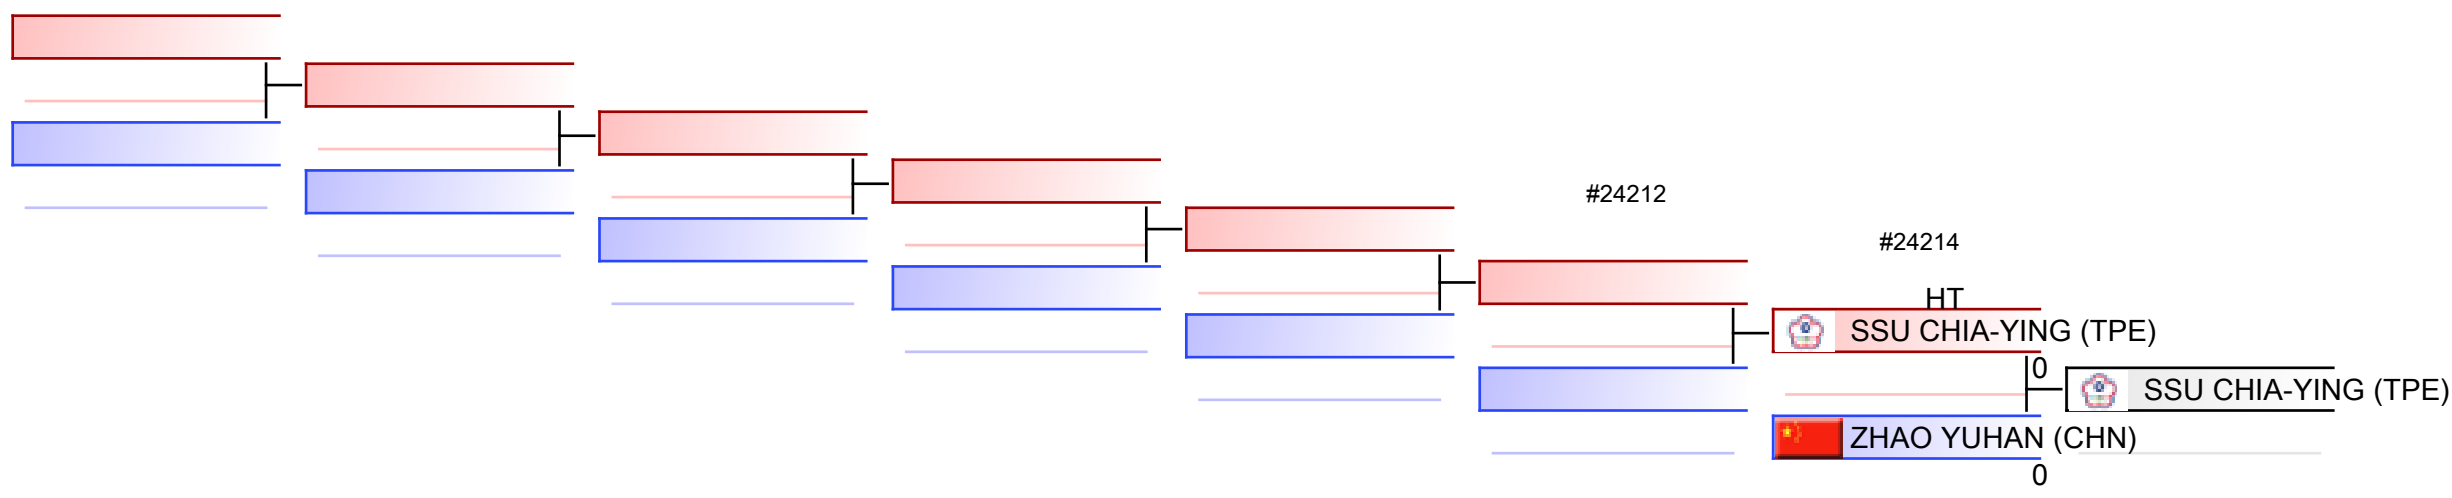 #24212
#24214
HT
SSU CHIA-YING (TPE)
0
SSU CHIA-YING (TPE)
ZHAO YUHAN (CHN)
0